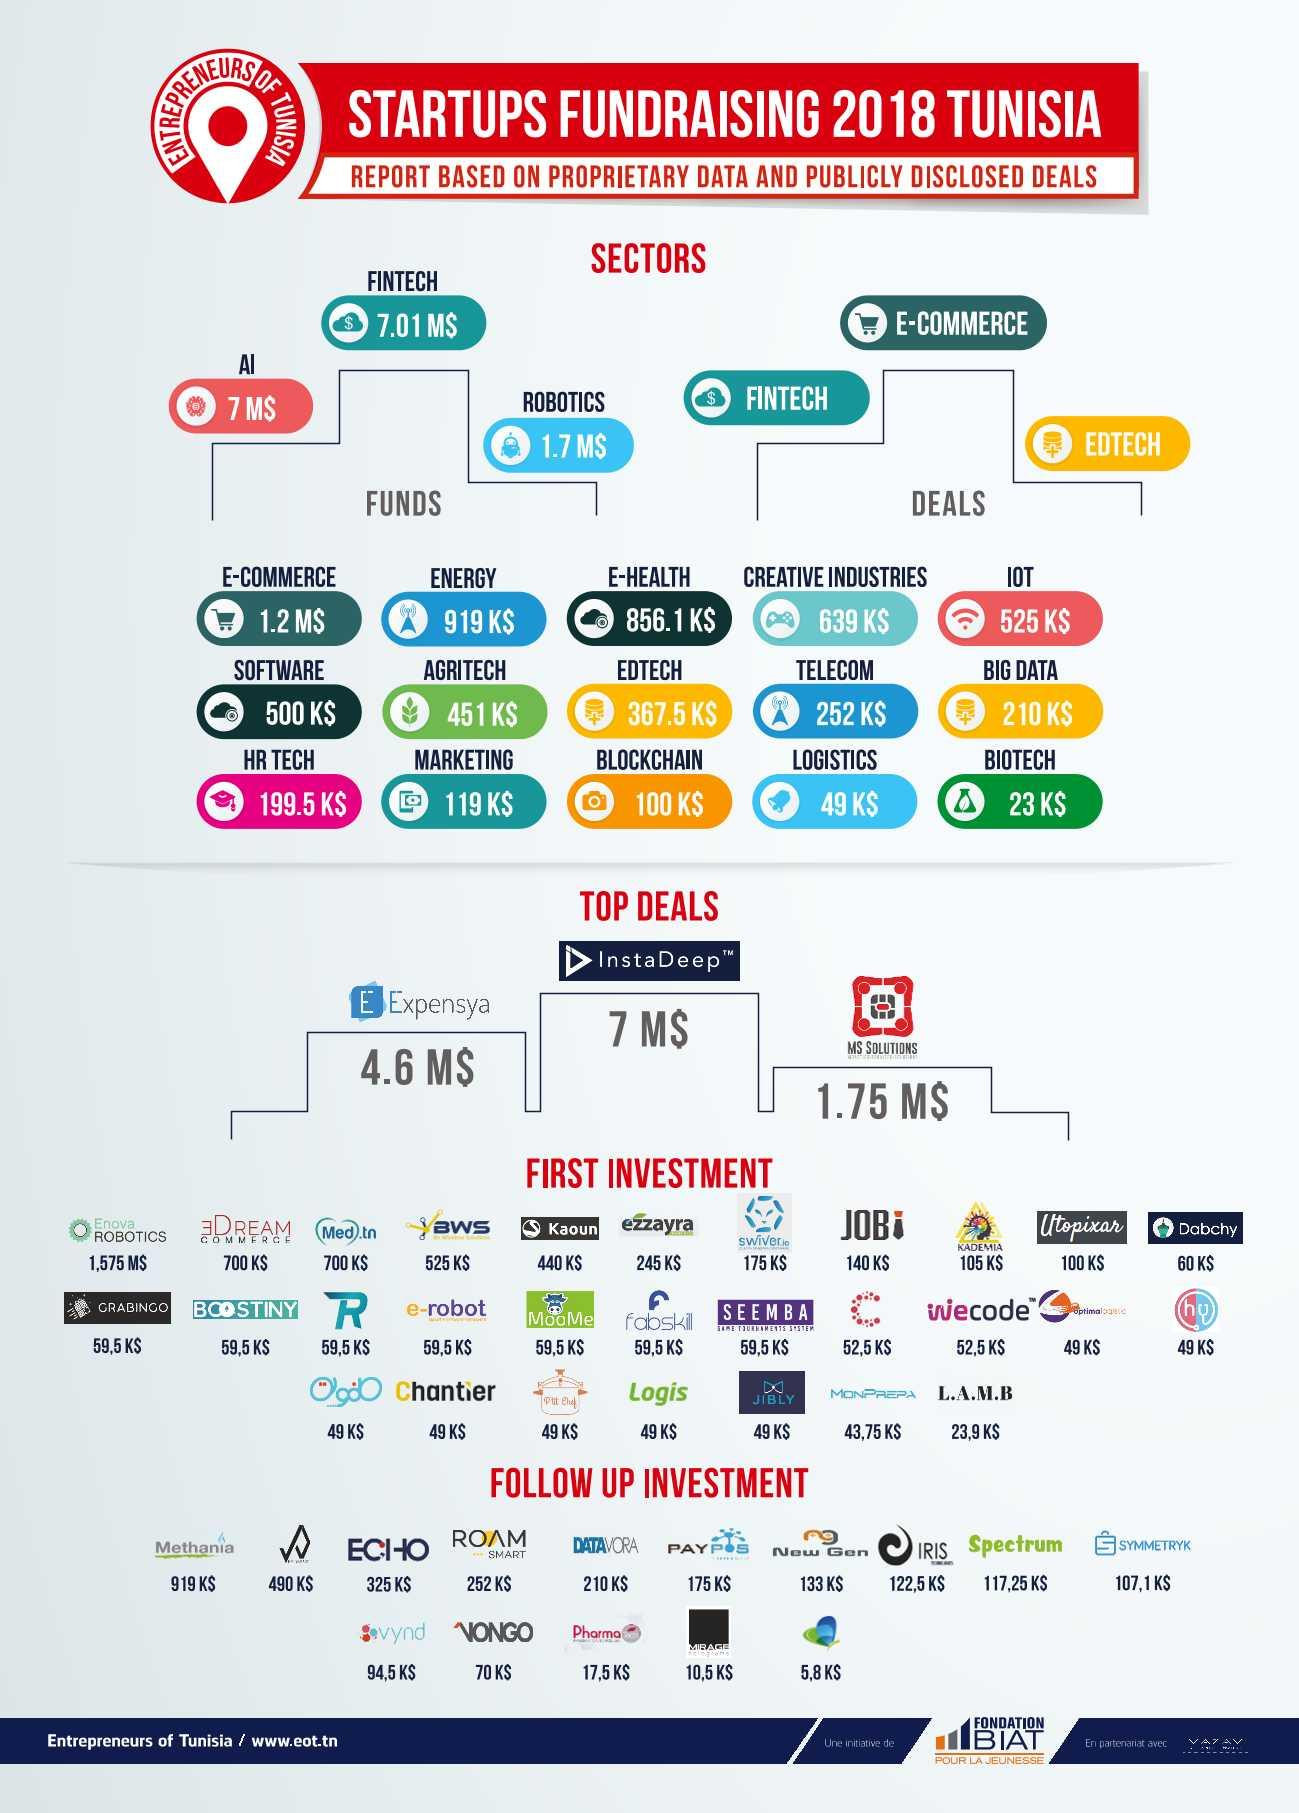 ENTREPRENEURS OF TUNISIA
STARTUPS FUNDRAISING 2018 TUNISIA
REPORT BASED ON PROPRIETARY DATA AND PUBLICLY DISCLOSED DEALS
SECTORS
FINTECH
7.01 M$
AI
7 M$
ROBOTICS
1.7 M$
FUNDS
E-COMMERCE
FINTECH
EDTECH
DEALS
E-COMMERCE ENERGY E-HEALTH CREATIVE INDUSTRIES IOT
1.2 M$ 919 K$ 856.1 K$ 639 K$ 525 K$
SOFTWARE AGRITECH EDTECH TELECOM BIG DATA
500 K$ 451 K$ 367.5 K$ 252 K$ 210 K$
HR TECH MARKETING BLOCKCHAIN LOGISTICS BIOTECH
199.5 K$ 119 K$ 100 K$ 49 K$ 23 K$
TOP DEALS
InstaDeep™
7 M$
Expensya
4.6 M$
MS SOLUTIONS
1.75 M$
FIRST INVESTMENT
Enova ROBOTICS 3DREAM COMMERCE Med.tn BWS Kaoun ezzayra swiver.io JOBi KADEMIA Utopixar Dabchy
1,575 M$ 700 K$ 700 K$ 525 K$ 440 K$ 245 K$ 175 K$ 140 K$ 105 K$ 100 K$ 60 K$
GRABINGO BOOSTINY R e-robot MooMe fabskill SEEMBA GAME TOURNAMENTS SYSTEM C wecode™ optimalogistic hy
59,5 K$ 59,5 K$ 59,5 K$ 59,5 K$ 59,5 K$ 59,5 K$ 59,5 K$ 52,5 K$ 52,5 K$ 49 K$ 49 K$
Chantier P'tit Chef Logis JIBLY MONPREPA L.A.M.B
49 K$ 49 K$ 49 K$ 49 K$ 49 K$ 43,75 K$ 23,9 K$
FOLLOW UP INVESTMENT
Methania ECHO ROAM SMART DATAVORA PAYPOS New Gen IRIS Spectrum SYMMETRYK
919 K$ 490 K$ 325 K$ 252 K$ 210 K$ 175 K$ 133 K$ 122,5 K$ 117,25 K$ 107,1 K$
vynd VONGO Pharma MIRAGE
94,5 K$ 70 K$ 17,5 K$ 10,5 K$ 5,8 K$
Entrepreneurs of Tunisia / www.eot.tn
Une initiative de
FONDATION
BIAT
POUR LA JEUNESSE
En partenariat avec